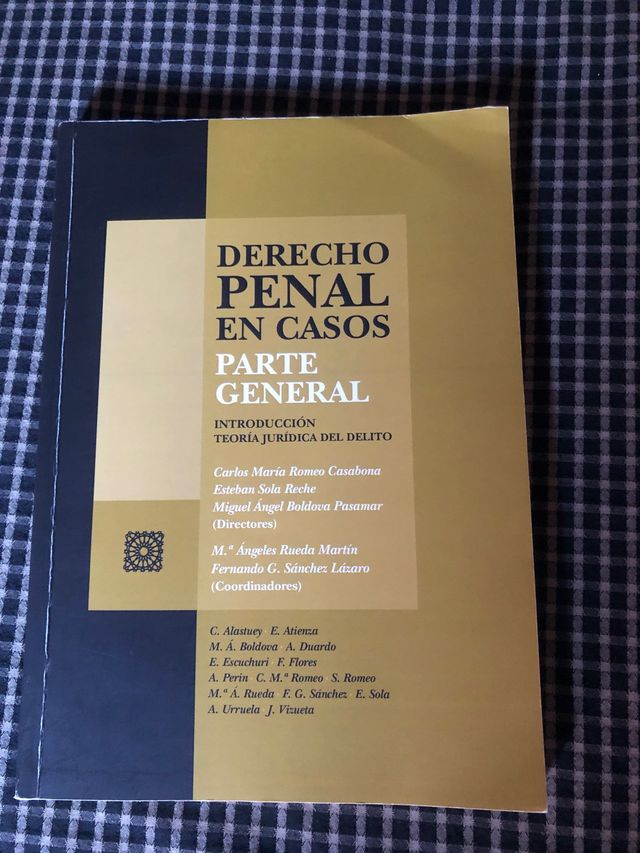 DERECHO
PENAL
EN CASOS
PARTE
GENERAL
INTRODUCCIÓN
TEORÍA JURÍDICA DEL DELITO
Carlos María Romeo Casabona
Esteban Sola Reche
Miguel Ángel Boldova Pasamar
(Directores)
M.ª Ángeles Rueda Martín
Fernando G. Sánchez Lázaro
(Coordinadores)
C. Alastuey E. Atienza
M. Á. Boldova A. Duardo
E. Escuchuri F. Flores
A. Perin C. M.ª Romeo S. Romeo
M.ª Á. Rueda F. G. Sánchez E. Sola
A. Urruela J. Vizueta